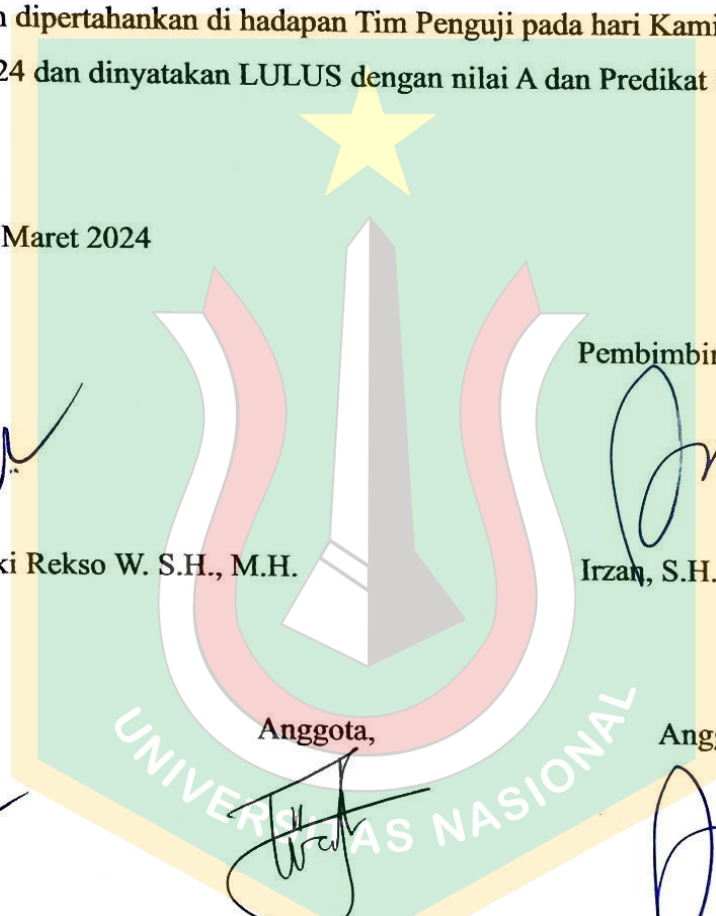 dipertahankan di hadapan Tim Penguji pada hari Kami
24 dan dinyatakan LULUS dengan nilai A dan Predikat
Maret 2024
Pembimbin
ki Rekso W. S.H., M.H.
Irzan, S.H.
Anggota,
Angg
UNIVERSITAS NASIONAL